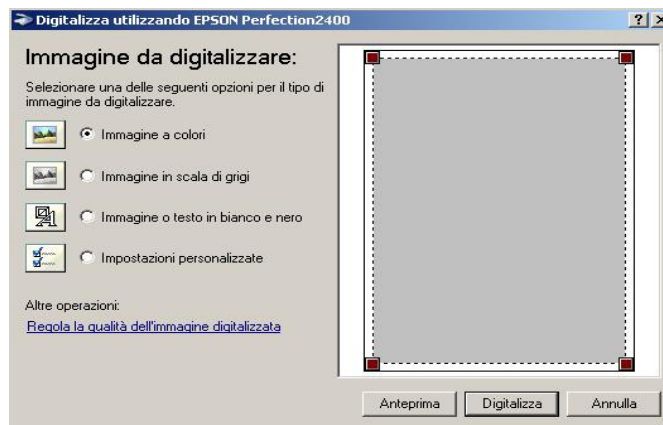 Digitalizza utilizzando EPSON Perfection2400
Immagine da digitalizzare:
Selezionare una delle seguenti opzioni per il tipo di
immagine da digitalizzare.
Immagine a colori
Immagine in scala di grigi
Immagine o testo in bianco e nero
Impostazioni personalizzate
Altre operazioni:
Regola la qualità dell'immagine digitalizzata
Anteprima
Digitalizza
Annulla